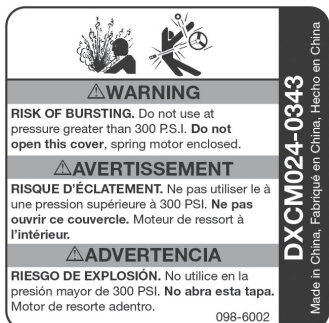 ⚠WARNING
RISK OF BURSTING. Do not use at
pressure greater than 300 P.S.I. Do not
open this cover, spring motor enclosed.
⚠AVERTISSEMENT
RISQUE D'ÉCLATEMENT. Ne pas utiliser le à
une pression supérieure à 300 PSI. Ne pas
ouvrir ce couvercle. Moteur de ressort à
l'intérieur.
⚠ADVERTENCIA
RIESGO DE EXPLOSIÓN. No utilice en la
presión mayor de 300 PSI. No abra esta tapa.
Motor de resorte adentro.
098-6002
DXCM024-0343
Made in China, Fabriqué en China, Hecho en China